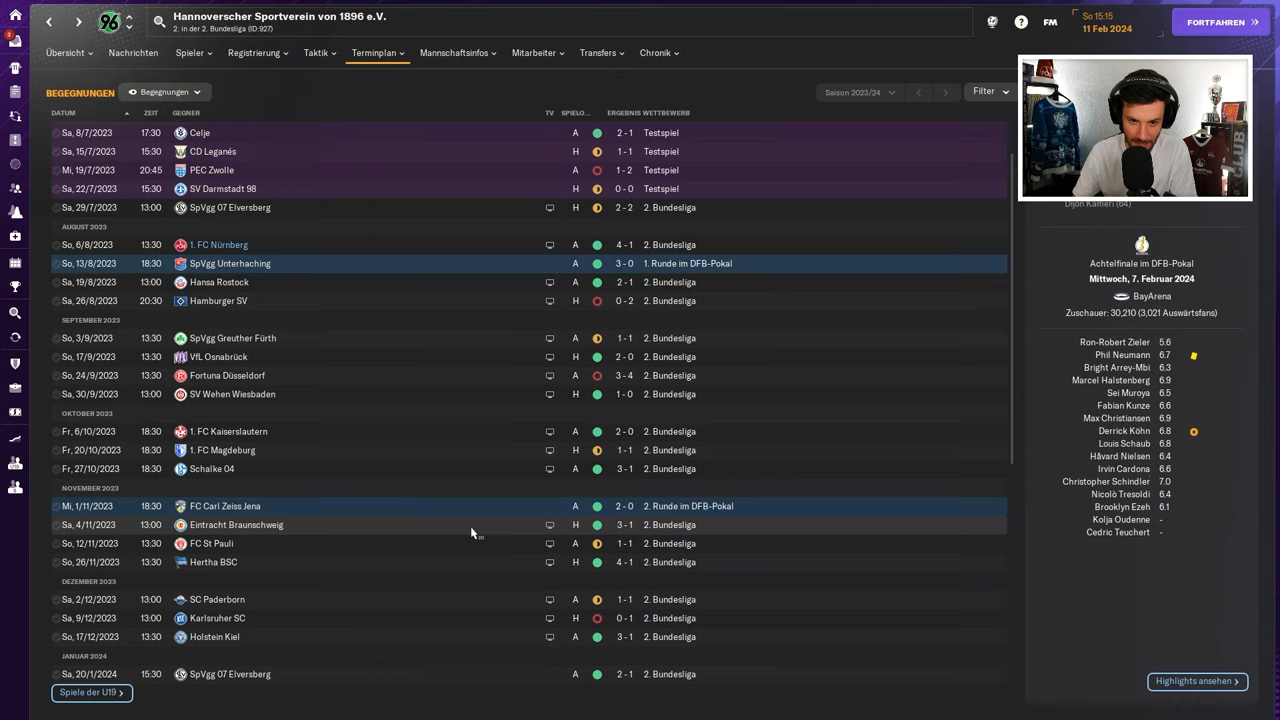 Hannoverscher Sportverein von 1896 e.V.
2. in der 2. Bundesliga (ID:927)
FM
So 15:15
11 Feb 2024
FORTFAHREN
3
Übersicht Nachrichten Spieler Registrierung Taktik Terminplan Mannschaftsinfos Mitarbeiter Transfers Chronik
BEGEGNUNGEN Begegnungen Saison 2023/24 Filter
DATUM ZEIT GEGNER TV SPIELO... ERGEBNIS WETTBEWERB
Sa, 8/7/2023 17:30 Celje A 2 - 1 Testspiel
Sa, 15/7/2023 15:30 CD Leganés H 1 - 1 Testspiel
Mi, 19/7/2023 20:45 PEC Zwolle A 1 - 2 Testspiel
Sa, 22/7/2023 15:30 SV Darmstadt 98 H 0 - 0 Testspiel
Sa, 29/7/2023 13:00 SpVgg 07 Elversberg H 2 - 2 2. Bundesliga
AUGUST 2023
So, 6/8/2023 13:30 1. FC Nürnberg A 4 - 1 2. Bundesliga
So, 13/8/2023 18:30 SpVgg Unterhaching A 3 - 0 1. Runde im DFB-Pokal
Sa, 19/8/2023 13:00 Hansa Rostock A 2 - 1 2. Bundesliga
Sa, 26/8/2023 20:30 Hamburger SV H 0 - 2 2. Bundesliga
SEPTEMBER 2023
So, 3/9/2023 13:30 SpVgg Greuther Fürth A 1 - 1 2. Bundesliga
So, 17/9/2023 13:30 VfL Osnabrück H 2 - 0 2. Bundesliga
So, 24/9/2023 13:30 Fortuna Düsseldorf A 3 - 4 2. Bundesliga
Sa, 30/9/2023 13:00 SV Wehen Wiesbaden H 1 - 0 2. Bundesliga
OKTOBER 2023
Fr, 6/10/2023 18:30 1. FC Kaiserslautern A 2 - 0 2. Bundesliga
Fr, 20/10/2023 18:30 1. FC Magdeburg H 1 - 1 2. Bundesliga
Fr, 27/10/2023 18:30 Schalke 04 A 3 - 1 2. Bundesliga
NOVEMBER 2023
Mi, 1/11/2023 18:30 FC Carl Zeiss Jena A 2 - 0 2. Runde im DFB-Pokal
Sa, 4/11/2023 13:00 Eintracht Braunschweig H 3 - 1 2. Bundesliga
So, 12/11/2023 13:30 FC St Pauli A 1 - 1 2. Bundesliga
So, 26/11/2023 13:30 Hertha BSC H 4 - 1 2. Bundesliga
DEZEMBER 2023
Sa, 2/12/2023 13:00 SC Paderborn A 1 - 1 2. Bundesliga
Sa, 9/12/2023 13:00 Karlsruher SC H 0 - 1 2. Bundesliga
So, 17/12/2023 13:30 Holstein Kiel A 3 - 1 2. Bundesliga
JANUAR 2024
Sa, 20/1/2024 15:30 SpVgg 07 Elversberg A 2 - 1 2. Bundesliga
Spiele der U19
U19
CLUB
Dijon Kameri (64)
Achtelfinale im DFB-Pokal
Mittwoch, 7. Februar 2024
BayArena
Zuschauer: 30,210 (3,021 Auswärtsfans)
Ron-Robert Zieler 5.6
Phil Neumann 6.7
Bright Arrey-Mbi 6.3
Marcel Halstenberg 6.9
Sei Muroya 6.5
Fabian Kunze 6.6
Max Christiansen 6.9
Derrick Köhn 6.8
Louis Schaub 6.8
Håvard Nielsen 6.4
Irvin Cardona 6.6
Christopher Schindler 7.0
Nicolò Tresoldi 6.4
Brooklyn Ezeh 6.1
Kolja Oudenne -
Cedric Teuchert -
Highlights ansehen